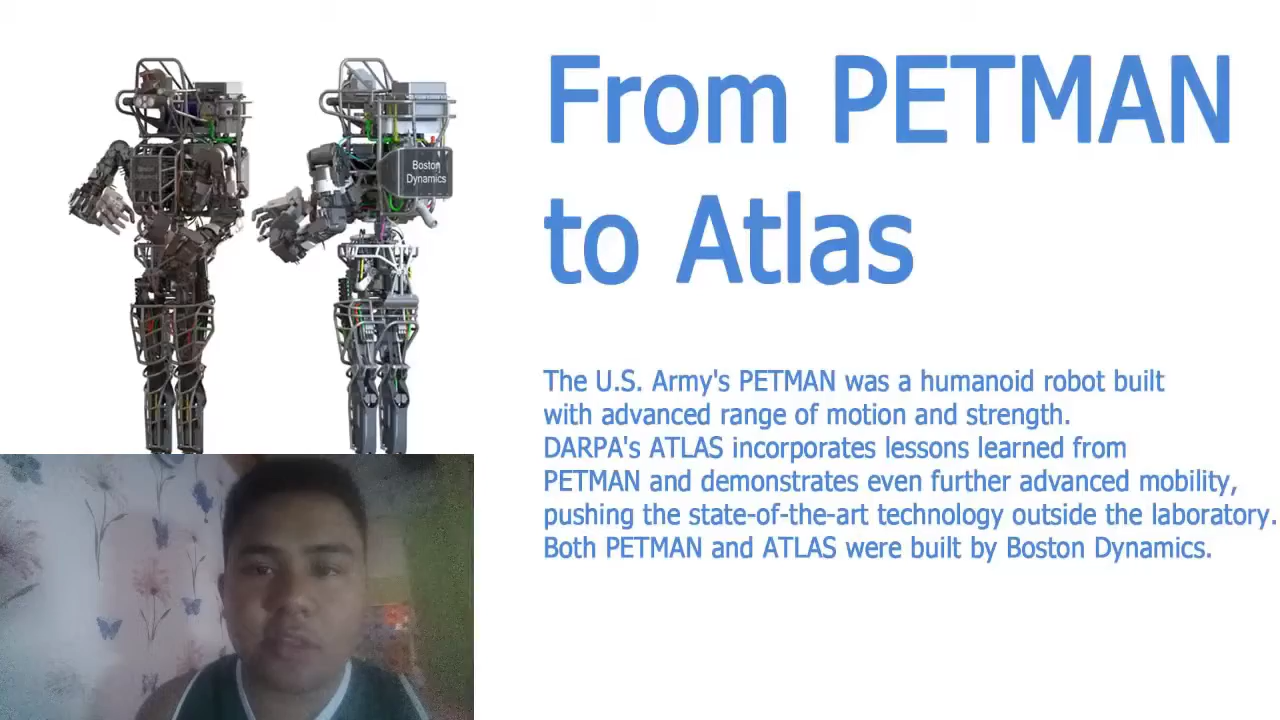 From PETMAN
to Atlas
Boston
Dynamics
The U.S. Army's PETMAN was a humanoid robot built
with advanced range of motion and strength.
DARPA's ATLAS incorporates lessons learned from
PETMAN and demonstrates even further advanced mobility,
pushing the state-of-the-art technology outside the laboratory.
Both PETMAN and ATLAS were built by Boston Dynamics.